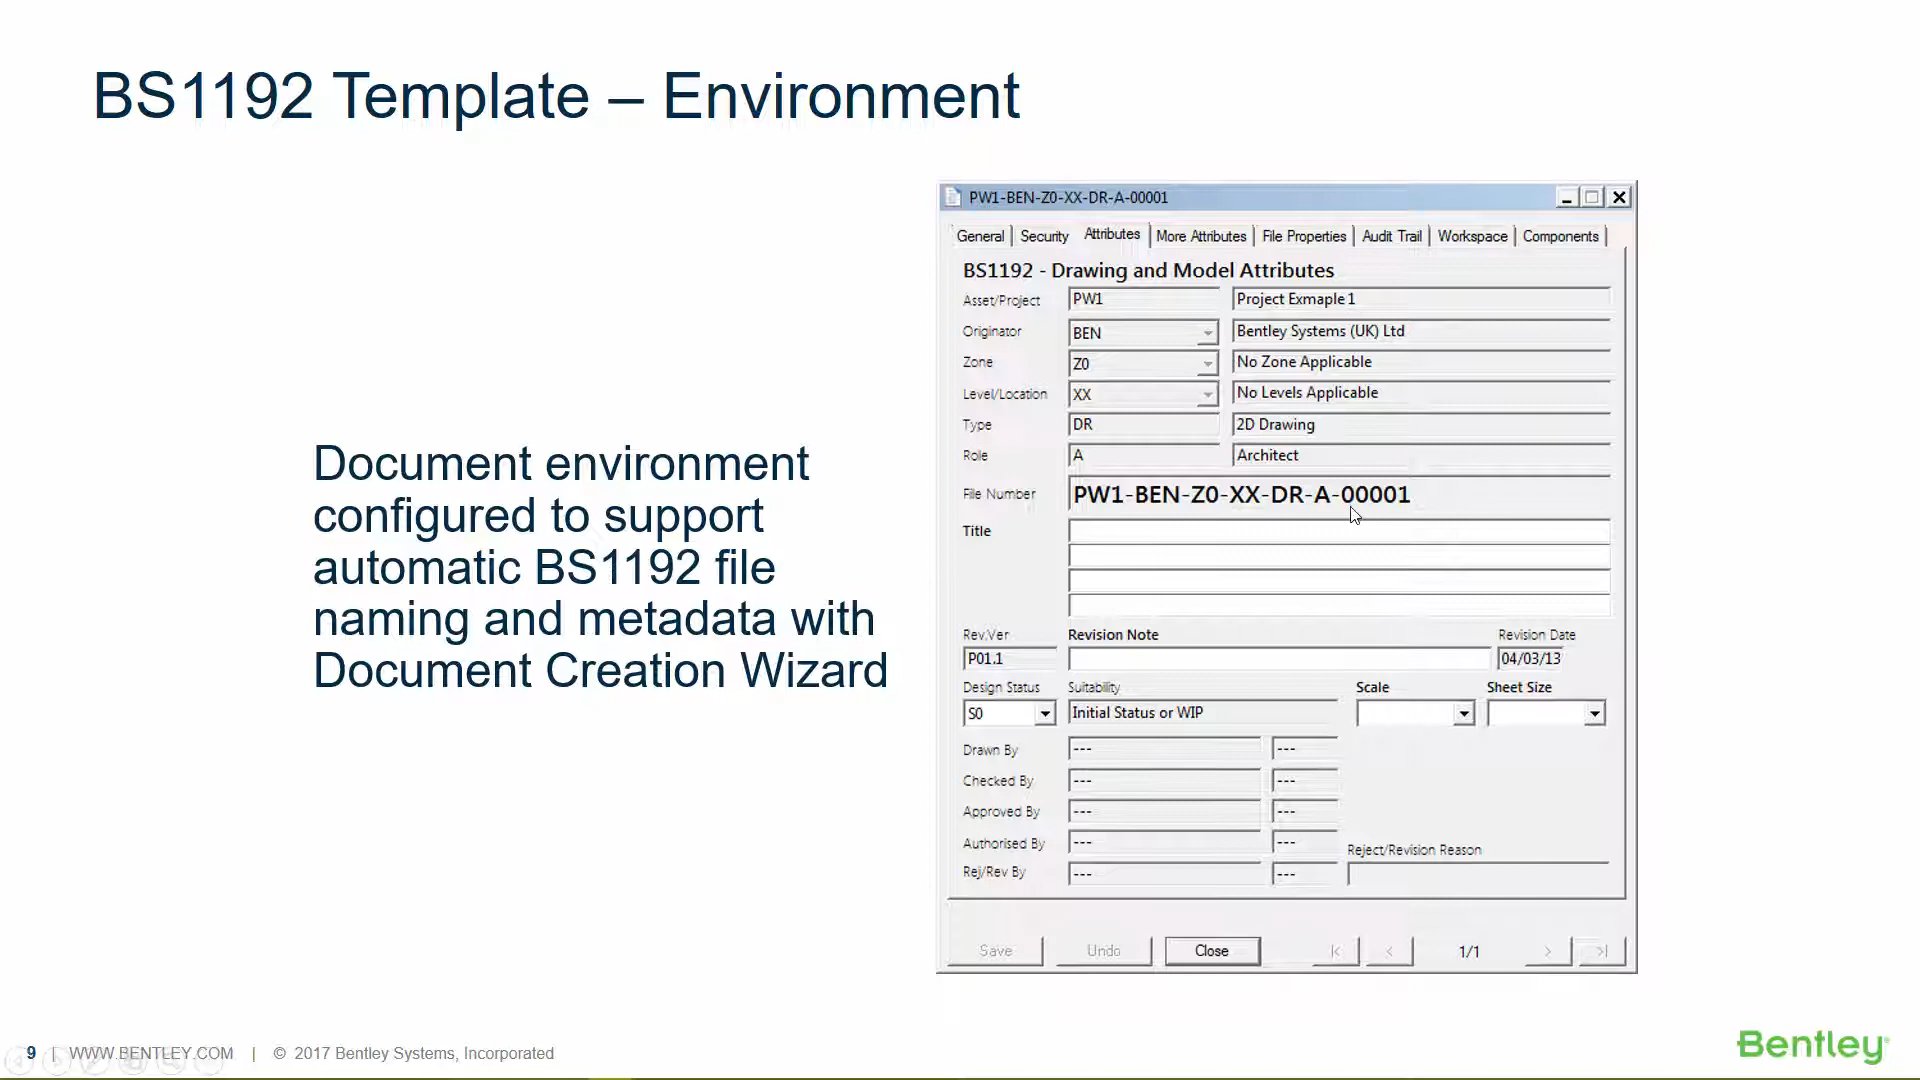 BS1192 Template – Environment
Document environment
configured to support
automatic BS1192 file
naming and metadata with
Document Creation Wizard
PW1-BEN-Z0-XX-DR-A-00001
General Security Attributes More Attributes File Properties Audit Trail Workspace Components
BS1192 - Drawing and Model Attributes
Asset/Project PW1 Project Exmaple 1
Originator BEN Bentley Systems (UK) Ltd
Zone Z0 No Zone Applicable
Level/Location XX No Levels Applicable
Type DR 2D Drawing
Role A Architect
File Number PW1-BEN-Z0-XX-DR-A-00001
Title
Rev.Ver Revision Note Revision Date
P01.1 04/03/13
Design Status Suitability Scale Sheet Size
S0 Initial Status or WIP
Drawn By --- ---
Checked By --- ---
Approved By --- ---
Authorised By --- ---
Reject/Revision Reason
Rej/Rev By --- ---
Save Undo Close 1/1
9 | WWW.BENTLEY.COM | © 2017 Bentley Systems, Incorporated
Bentley